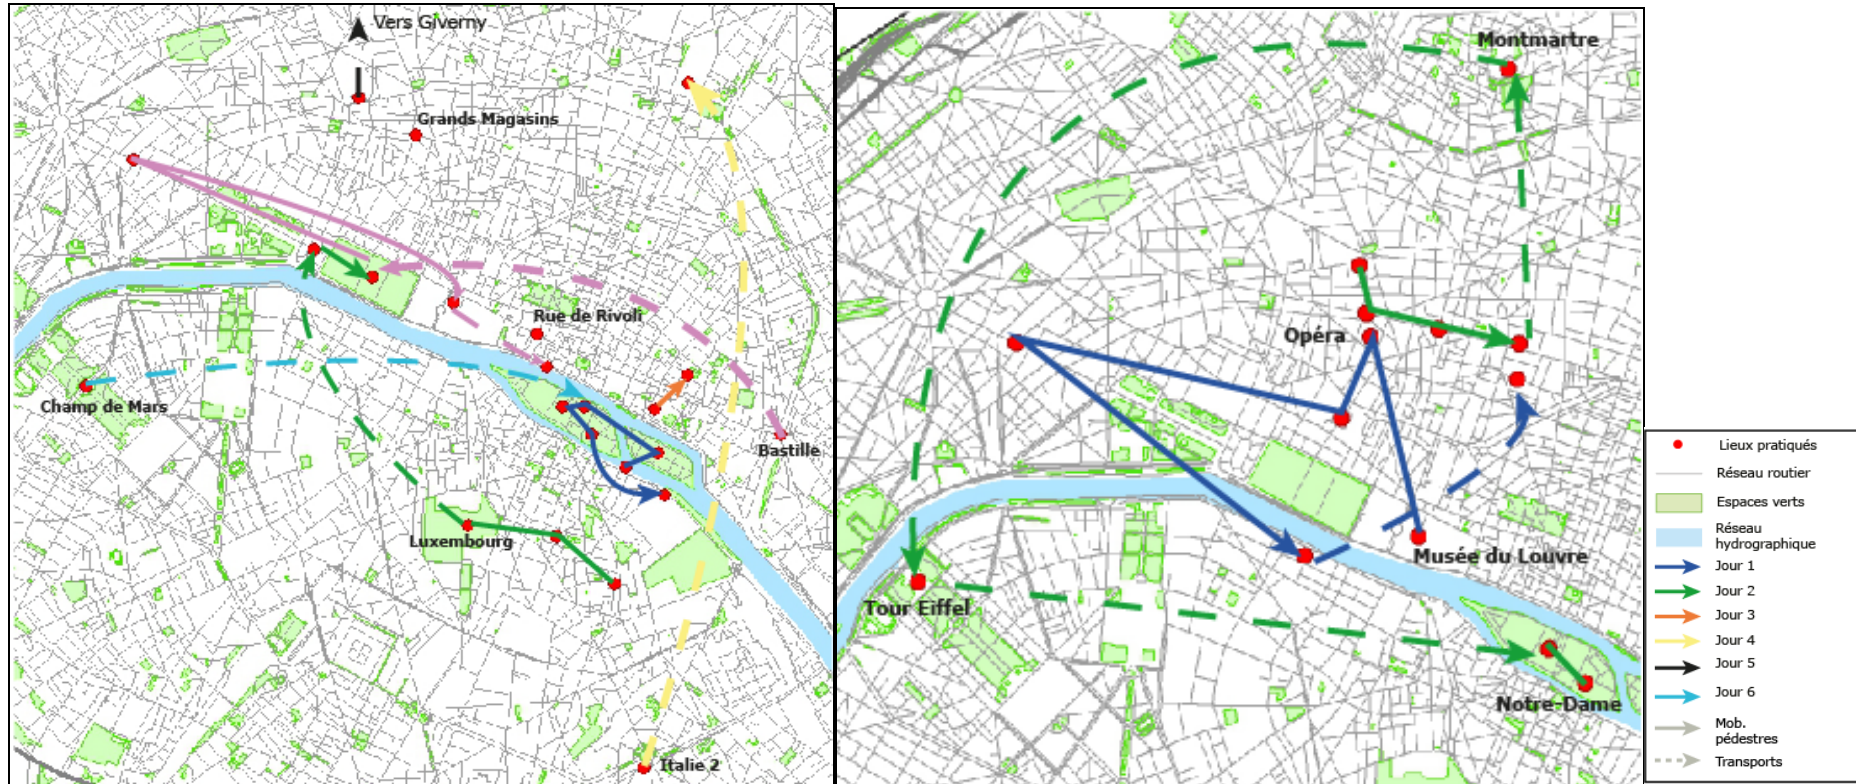 Vers Giverny
Grands Magasins
Rue de Rivoli
Champ de Mars
Bastille
Luxembourg
Italie 2
Montmartre
Opéra
Musée du Louvre
Tour Eiffel
Notre-Dame
Lieux pratiqués
Réseau routier
Espaces verts
Réseau
hydrographique
Jour 1
Jour 2
Jour 3
Jour 4
Jour 5
Jour 6
Mob.
pédestres
Transports